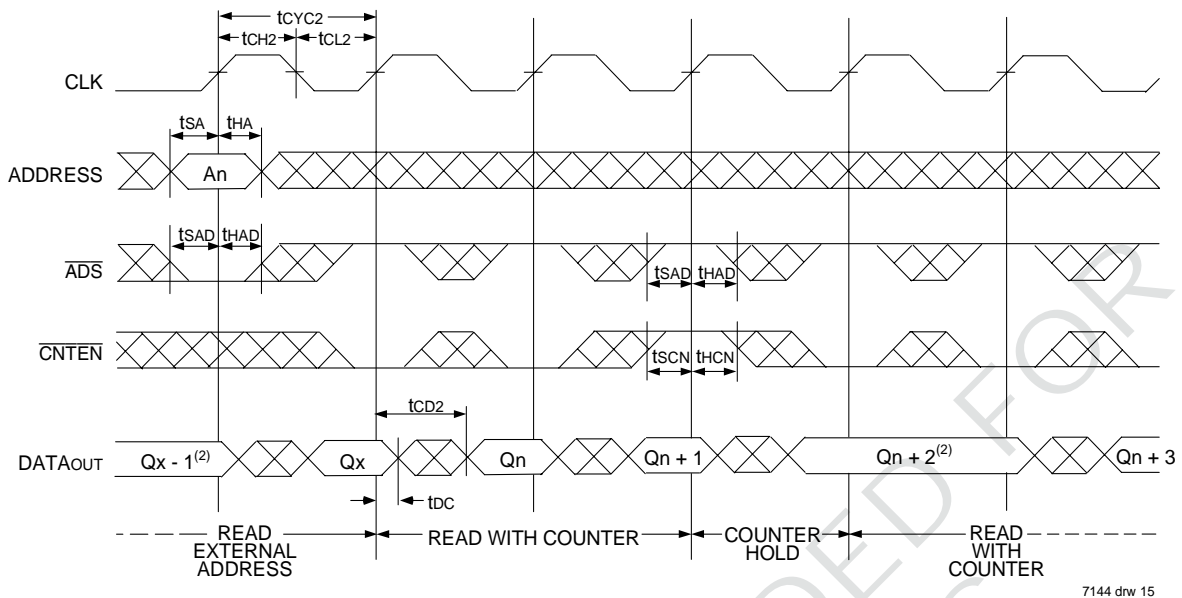 tCYC2
tCH2 tCL2
CLK
tSA tHA
ADDRESS An
tSAD tHAD
ADS tSAD tHAD
CNTEN
tSCN tHCN
tCD2
DATAOUT Qx - 1(2) Qx Qn Qn + 1 Qn + 2(2) Qn + 3
tDC
READ EXTERNAL ADDRESS
READ WITH COUNTER
COUNTER HOLD
READ WITH COUNTER
7144 drw 15
DED FOR